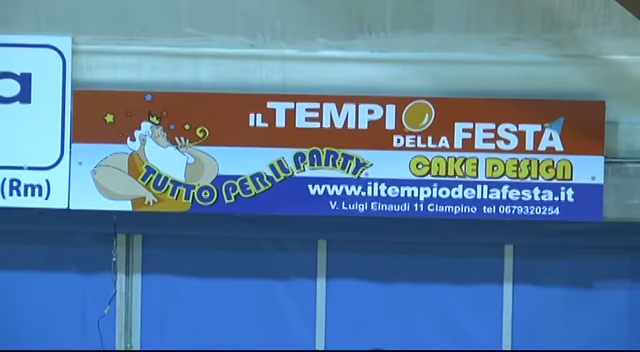 a
(Rm)
IL TEMPIO
DELLA FESTA
CAKE DESIGN
TUTTO PER IL PARTY
www.iltempiodellafesta.it
V. Luigi Einaudi 11 Ciampino tel 0679320254